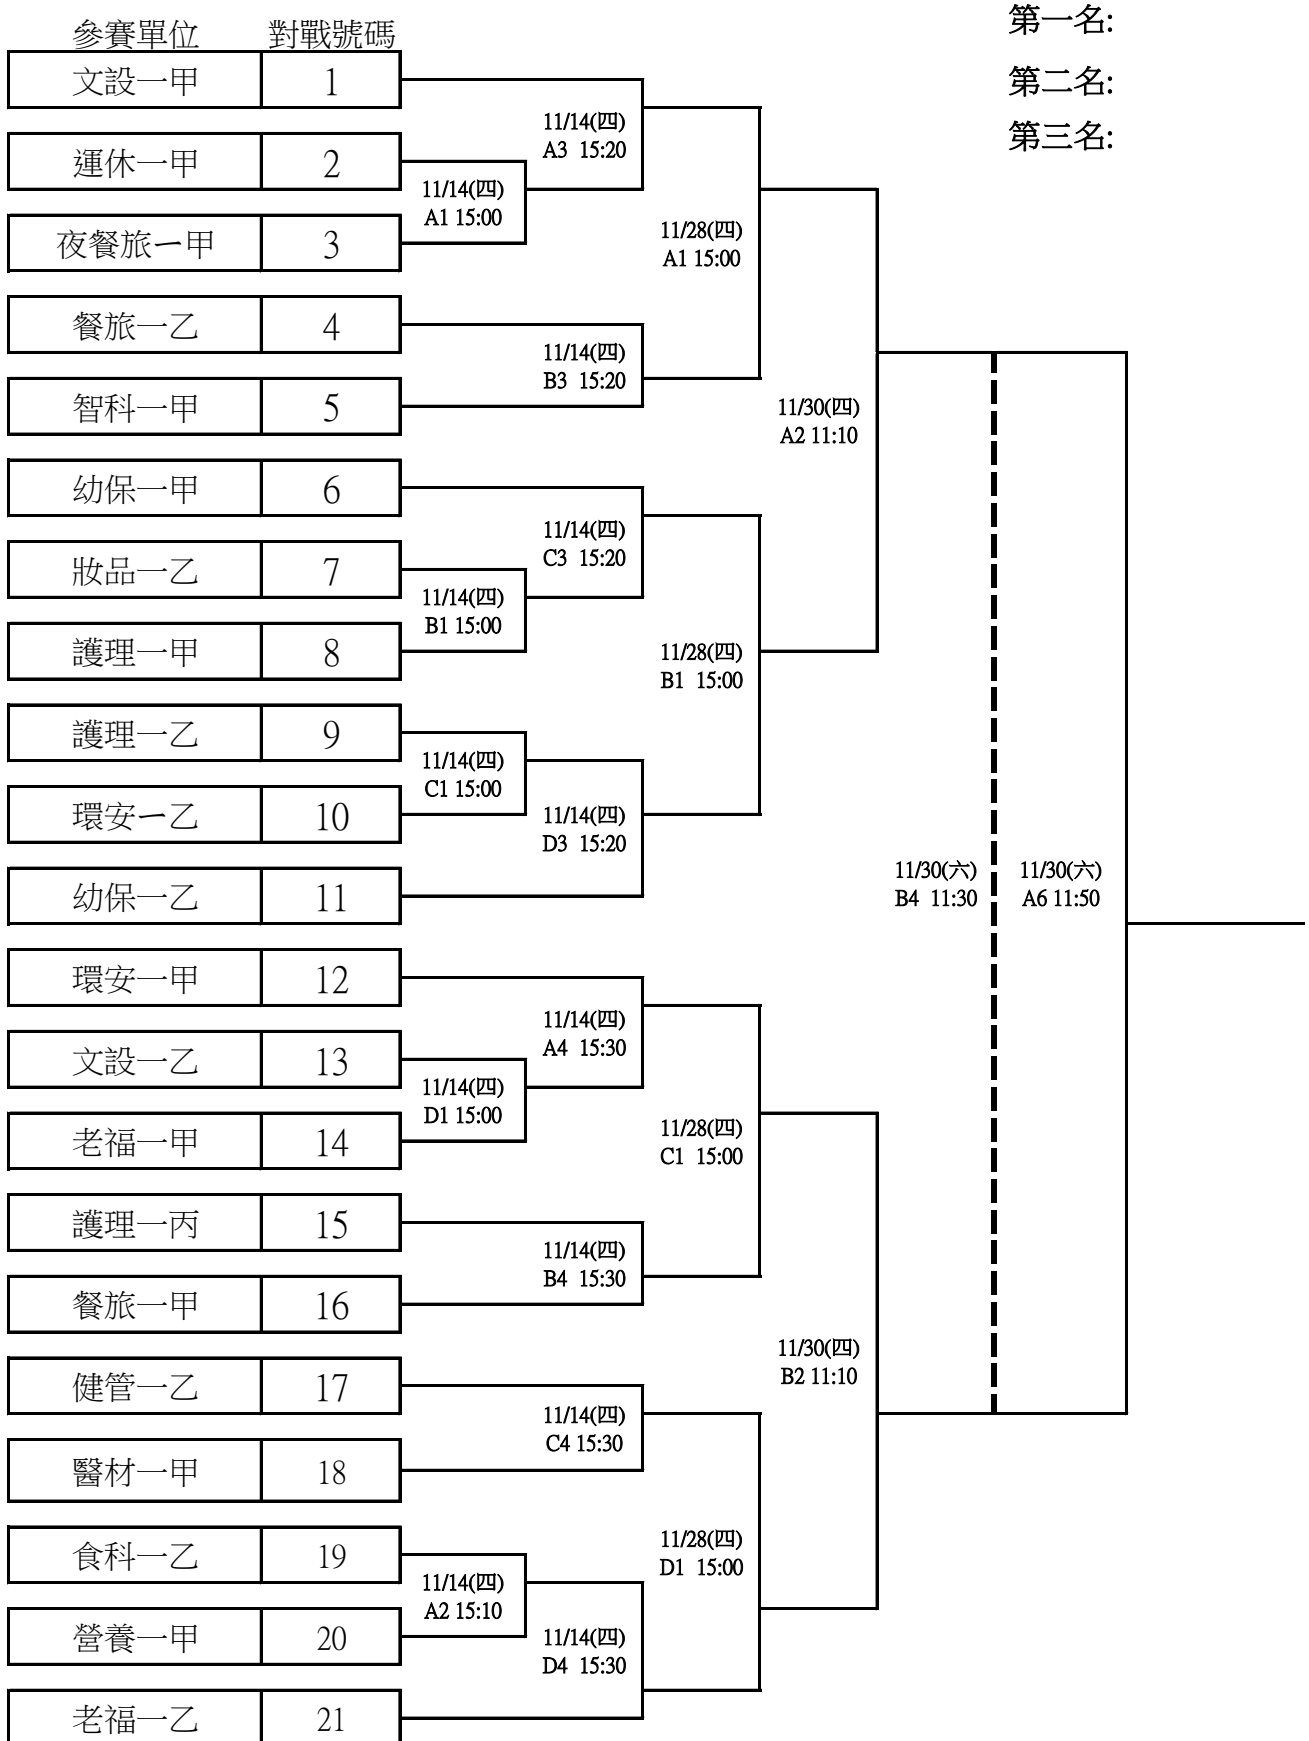 第一名:
參賽單位 對戰號碼
第二名:
第三名:
文設一甲 1
11/14(四)
A3 15:20
運休一甲 2
11/14(四)
A1 15:00
夜餐旅一甲 3
11/28(四)
A1 15:00
餐旅一乙 4
11/14(四)
B3 15:20
智科一甲 5
11/30(四)
A2 11:10
幼保一甲 6
11/14(四)
C3 15:20
妝品一乙 7
11/14(四)
B1 15:00
護理一甲 8
11/28(四)
B1 15:00
護理一乙 9
11/14(四)
C1 15:00
環安一乙 10
11/14(四)
D3 15:20
幼保一乙 11
11/30(六)
B4 11:30
11/30(六)
A6 11:50
環安一甲 12
11/14(四)
A4 15:30
文設一乙 13
11/14(四)
D1 15:00
老福一甲 14
11/28(四)
C1 15:00
護理一丙 15
11/14(四)
B4 15:30
餐旅一甲 16
11/30(四)
B2 11:10
健管一乙 17
11/14(四)
C4 15:30
醫材一甲 18
食科一乙 19
11/28(四)
D1 15:00
11/14(四)
A2 15:10
營養一甲 20
11/14(四)
D4 15:30
老福一乙 21